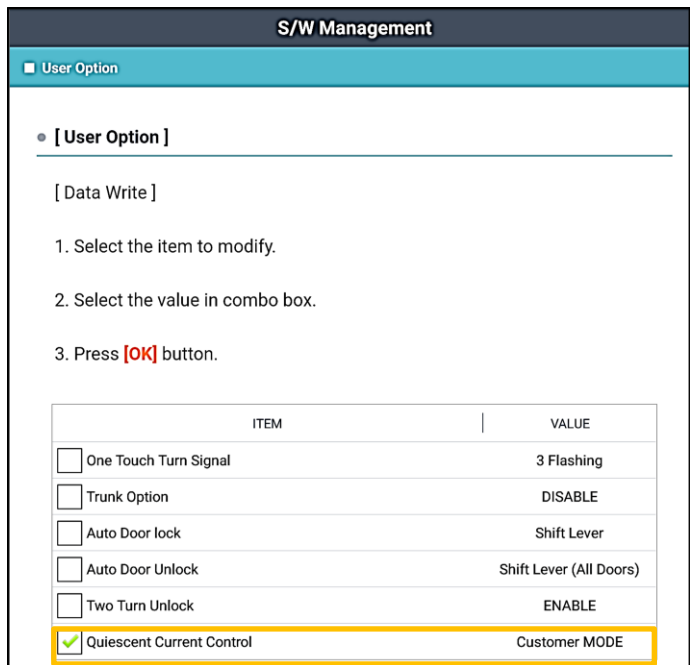 S/W Management
User Option
[ User Option ]
[ Data Write ]
1. Select the item to modify.
2. Select the value in combo box.
3. Press [OK] button.
ITEM VALUE
One Touch Turn Signal 3 Flashing
Trunk Option DISABLE
Auto Door lock Shift Lever
Auto Door Unlock Shift Lever (All Doors)
Two Turn Unlock ENABLE
Quiescent Current Control Customer MODE